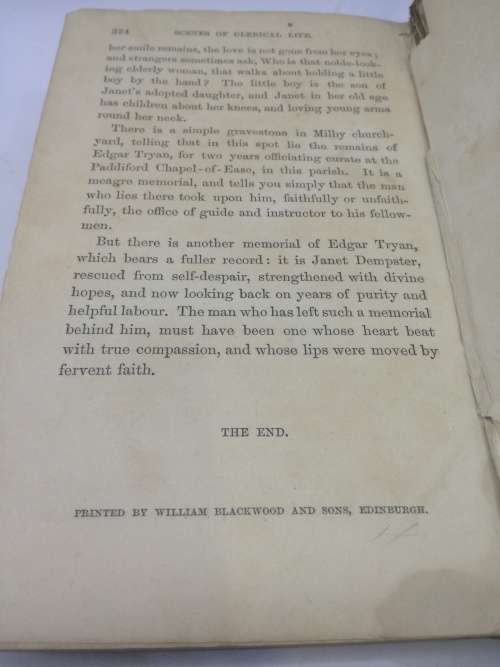 324 SCENES OF CLERICAL LIFE.
her smile remains, the love is not gone from her eyes;
and strangers sometimes ask, Who is that noble-look-
ing elderly woman, that walks about holding a little
boy by the hand? The little boy is the son of
Janet's adopted daughter, and Janet in her old age
has children about her knees, and loving young arms
round her neck.
There is a simple gravestone in Milby church-
yard, telling that in this spot lie the remains of
Edgar Tryan, for two years officiating curate at the
Paddiford Chapel-of-Ease, in this parish. It is a
meagre memorial, and tells you simply that the man
who lies there took upon him, faithfully or unfaith-
fully, the office of guide and instructor to his fellow-
men.
But there is another memorial of Edgar Tryan,
which bears a fuller record: it is Janet Dempster,
rescued from self-despair, strengthened with divine
hopes, and now looking back on years of purity and
helpful labour. The man who has left such a memorial
behind him, must have been one whose heart beat
with true compassion, and whose lips were moved by
fervent faith.
THE END.
PRINTED BY WILLIAM BLACKWOOD AND SONS, EDINBURGH.